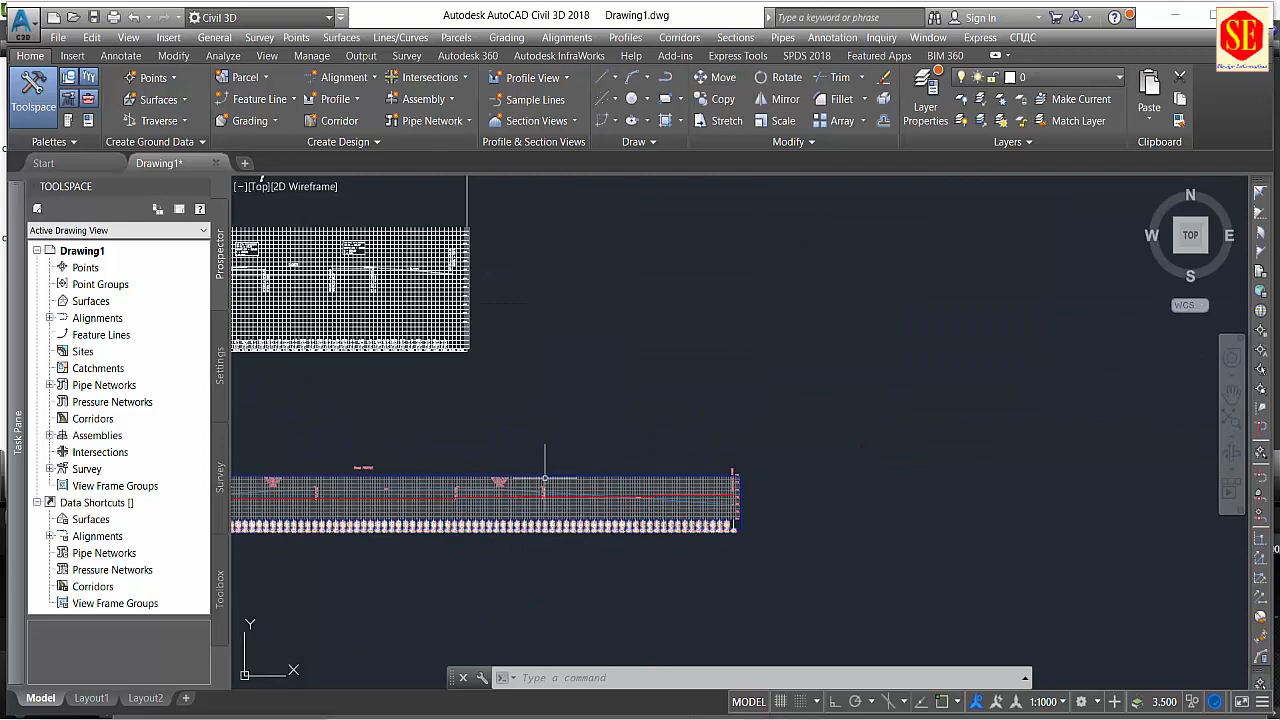 Civil 3D
Autodesk AutoCAD Civil 3D 2018 Drawing1.dwg
Type a keyword or phrase
Sign In
SE
File Edit View Insert General Survey Points Surfaces Lines/Curves Parcels Grading Alignments Profiles Corridors Sections Pipes Annotation Inquiry Window Express СПДС
C3D
Home Insert Annotate Modify Analyze View Manage Output Survey Autodesk 360 Autodesk InfraWorks Help Add-ins Express Tools SPDS 2018 Featured Apps BIM 360
Points Parcel Alignment Intersections Profile View Move Rotate Trim 0
Toolspace Surfaces Feature Line Profile Assembly Sample Lines Copy Mirror Fillet Layer Properties Make Current Paste
Traverse Grading Corridor Pipe Network Section Views Stretch Scale Array Match Layer
Palettes Create Ground Data Create Design Profile & Section Views Draw Modify Layers Clipboard
Start Drawing1* +
TOOLSPACE
[−][Top][2D Wireframe]
N
W TOP E
S
WCS
Active Drawing View
Drawing1
Points
Point Groups
Surfaces
Alignments
Feature Lines
Sites
Catchments
Pipe Networks
Pressure Networks
Corridors
Assemblies
Intersections
Survey
View Frame Groups
Data Shortcuts []
Surfaces
Alignments
Pipe Networks
Pressure Networks
Corridors
View Frame Groups
Prospector
Settings
Survey
Toolbox
Task Pane
Y
X
Type a command
Model Layout1 Layout2 +
MODEL 1:1000 3.500